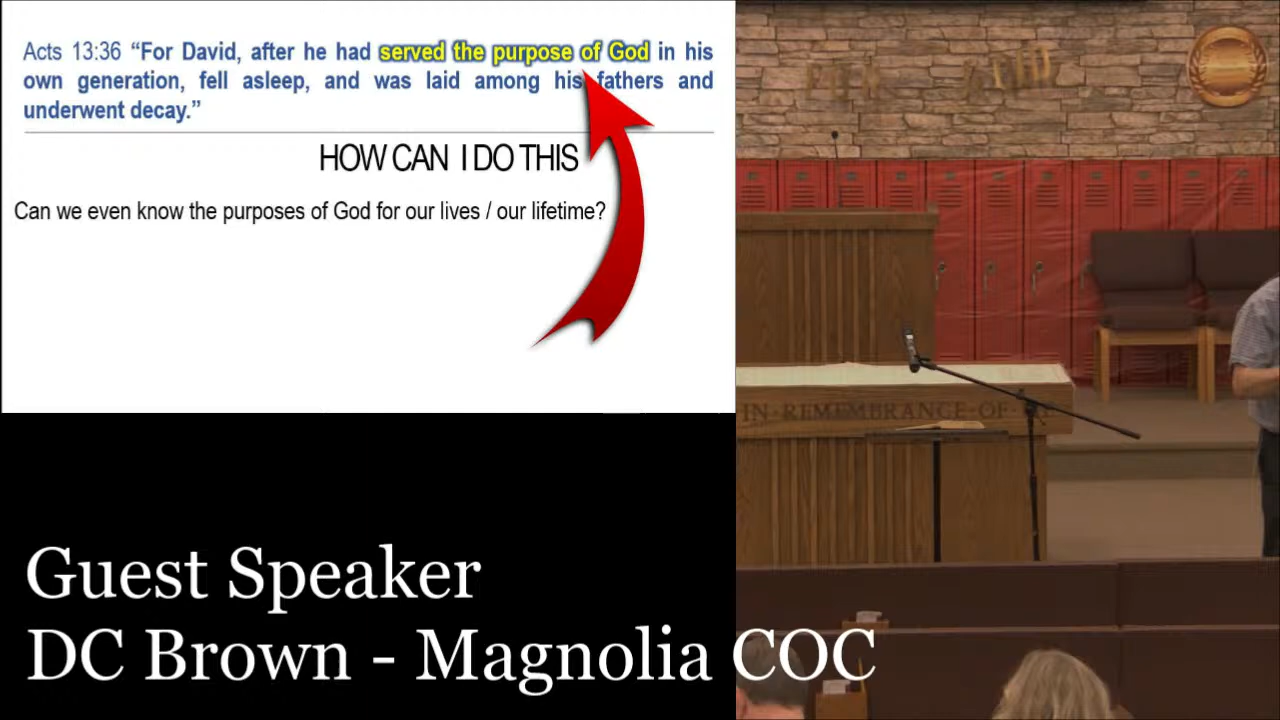 Acts 13:36 “For David, after he had served the purpose of God in his
own generation, fell asleep, and was laid among his fathers and
underwent decay.”
HOW CAN I DO THIS
Can we even know the purposes of God for our lives / our lifetime?
IN·REMEMBRANCE·OF·ME
Guest Speaker
DC Brown - Magnolia COC